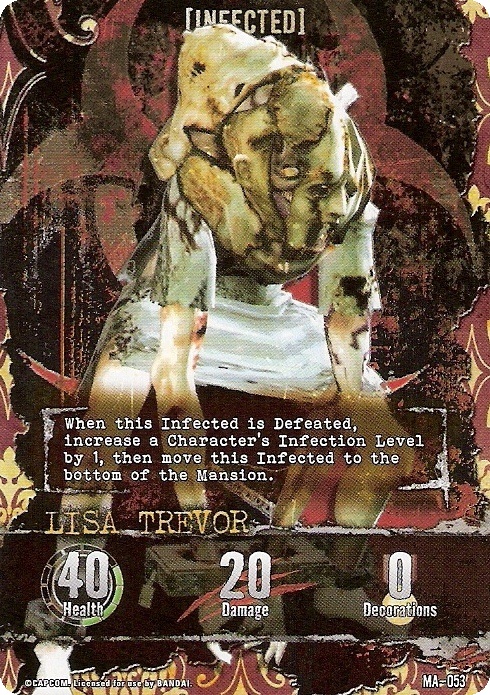 [INFECTED]
When this Infected is Defeated,
increase a Character's Infection Level
by 1, then move this Infected to the
bottom of the Mansion.
LISA TREVOR
40
Health
20
Damage
0
Decorations
©CAPCOM. Licensed for use by BANDAI.
MA-053